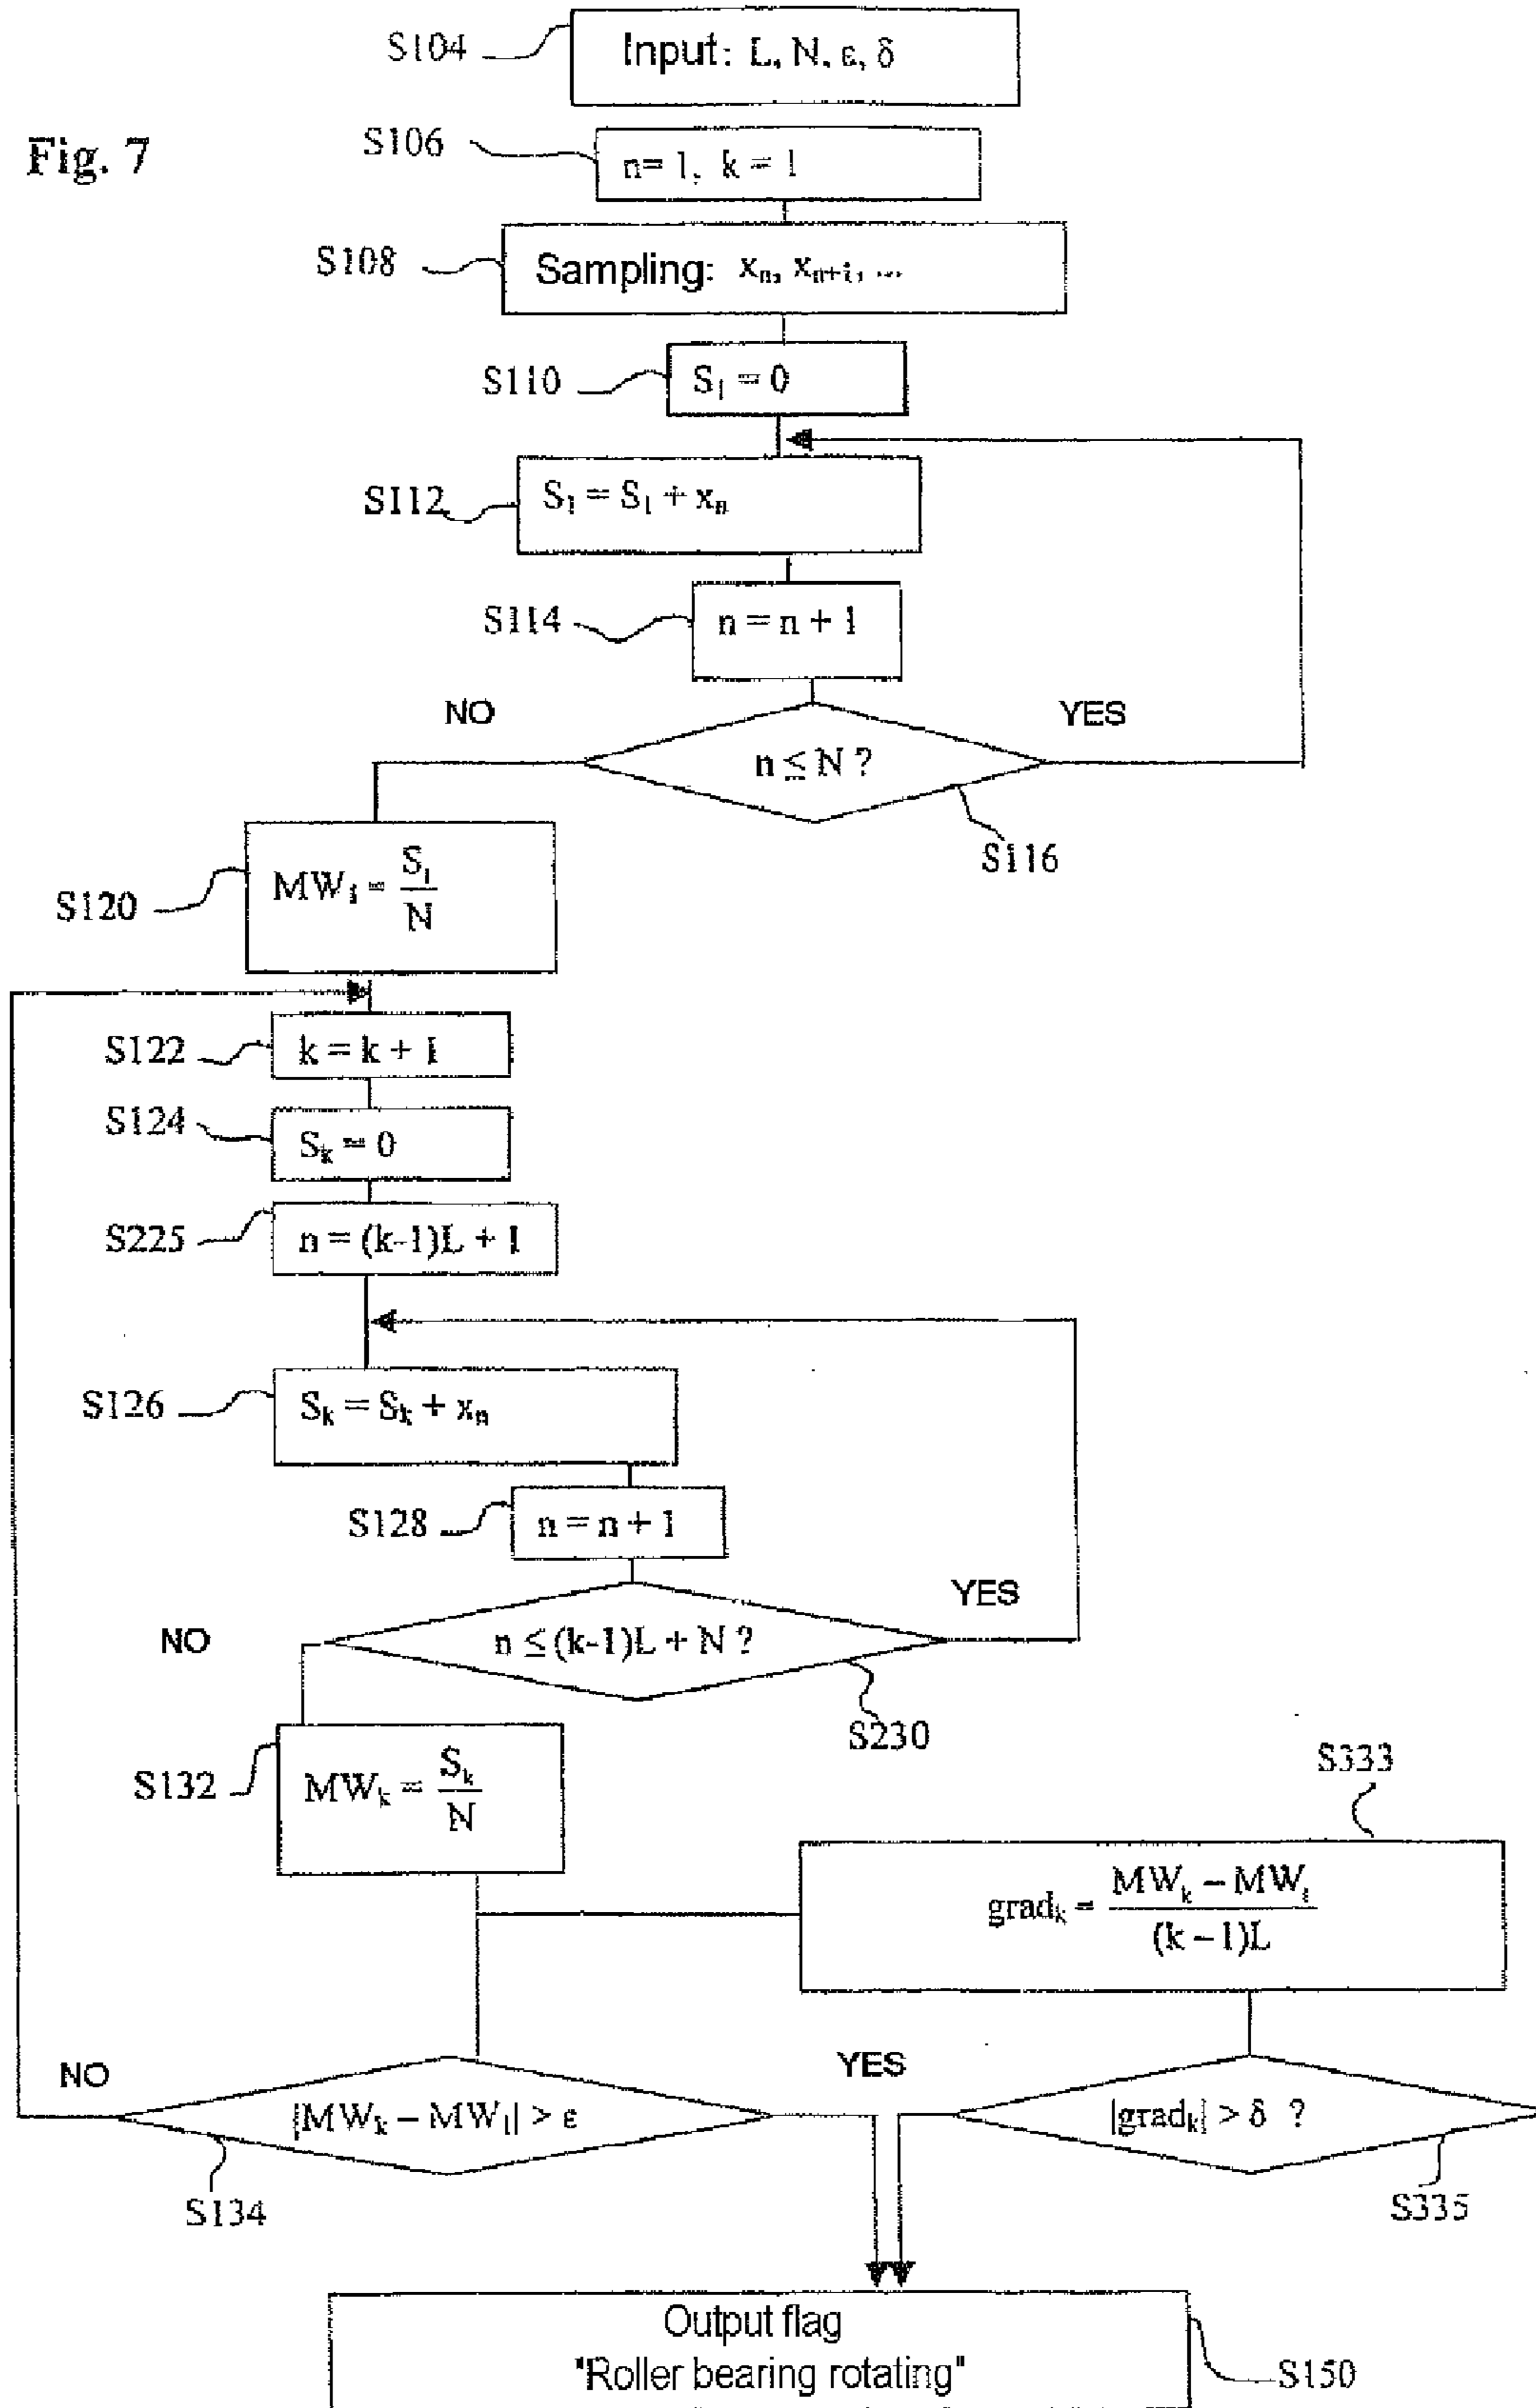 Fig. 7
S104
Input: L, N, ε, δ
S106
n= 1, k = 1
S108
Sampling: xₙ, xₙ₊₁, ...
S110
S₁ = 0
S112
S₁ = S₁ + xₙ
S114
n = n + 1
NO
YES
n ≤ N ?
S116
S120
MW₁ = S₁ / N
S122
k = k + 1
S124
Sₖ = 0
S225
n = (k-1)L + 1
S126
Sₖ = Sₖ + xₙ
S128
n = n + 1
YES
NO
n ≤ (k-1)L + N ?
S230
S132
MWₖ = Sₖ / N
S333
gradₖ = MWₖ – MW₁ / (k – 1)L
NO
YES
|MWₖ – MW₁| > ε
|gradₖ| > δ ?
S134
S335
Output flag
"Roller bearing rotating"
S150